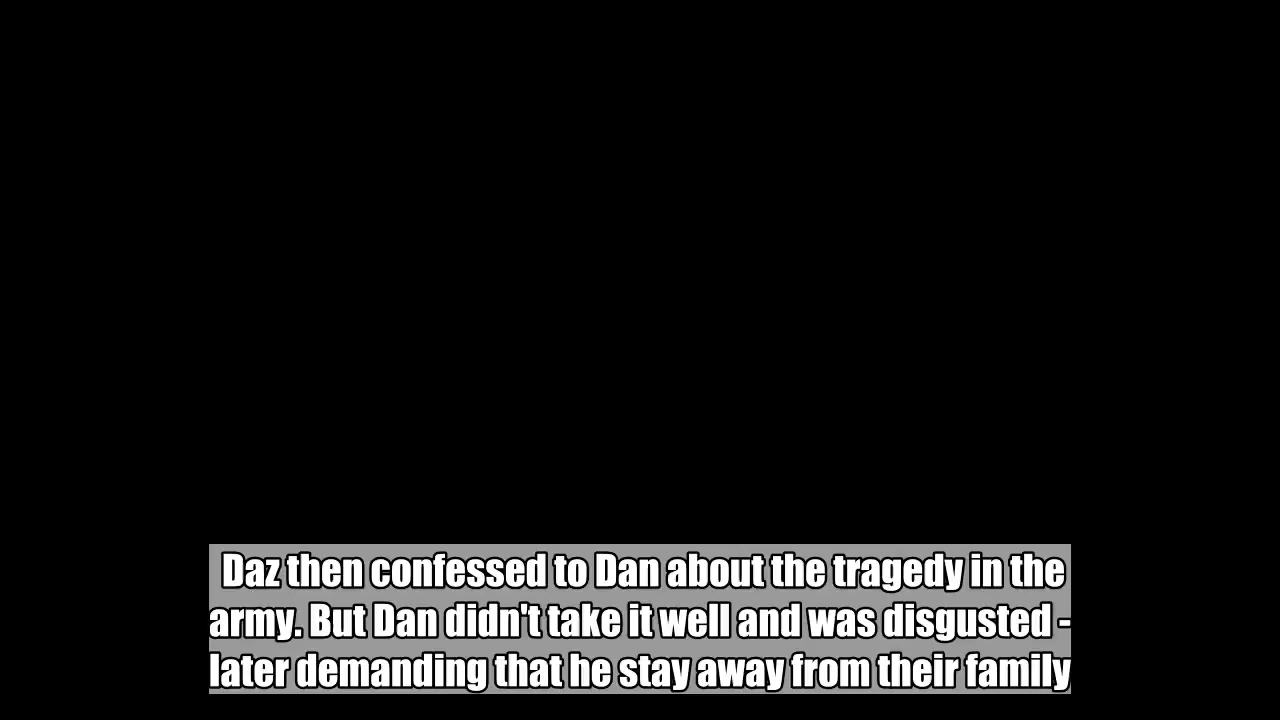 Daz then confessed to Dan about the tragedy in the
army. But Dan didn't take it well and was disgusted -
later demanding that he stay away from their family